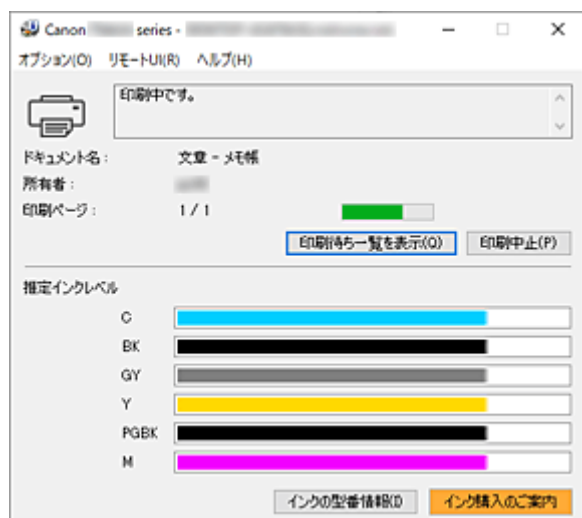 Canon series -
オプション(O) リモートUI(R) ヘルプ(H)
印刷中です。
ドキュメント名： 文章 - メモ帳
所有者：
印刷ページ： 1 / 1
印刷待ち一覧を表示(Q) 印刷中止(P)
推定インクレベル
C
BK
GY
Y
PGBK
M
インクの型番情報(I) インク購入のご案内